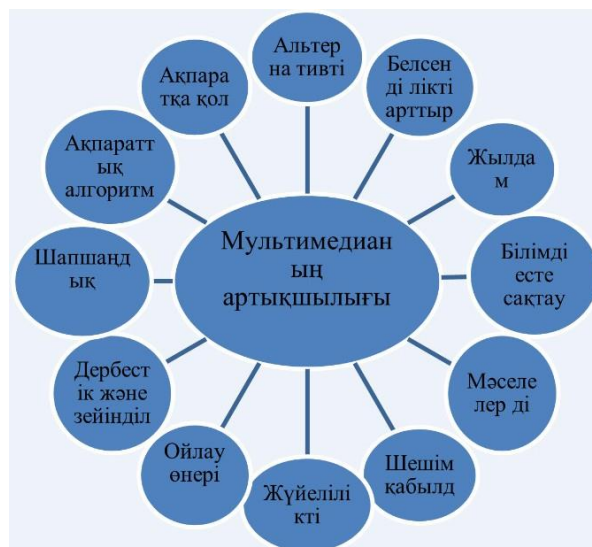 Мультимедиан
ың
артықшылығы
Альтер
на тивті
Белсен
ді лікті
арттыр
Жылда
м
Білімді
есте
сақтау
Мәселе
лер ді
Шешім
қабылд
Жүйелілі
кті
Ойлау
өнері
Дербест
ік және
зейінділ
Шапшаңд
ық
Ақпаратт
ық
алгоритм
Ақпара
тқа қол